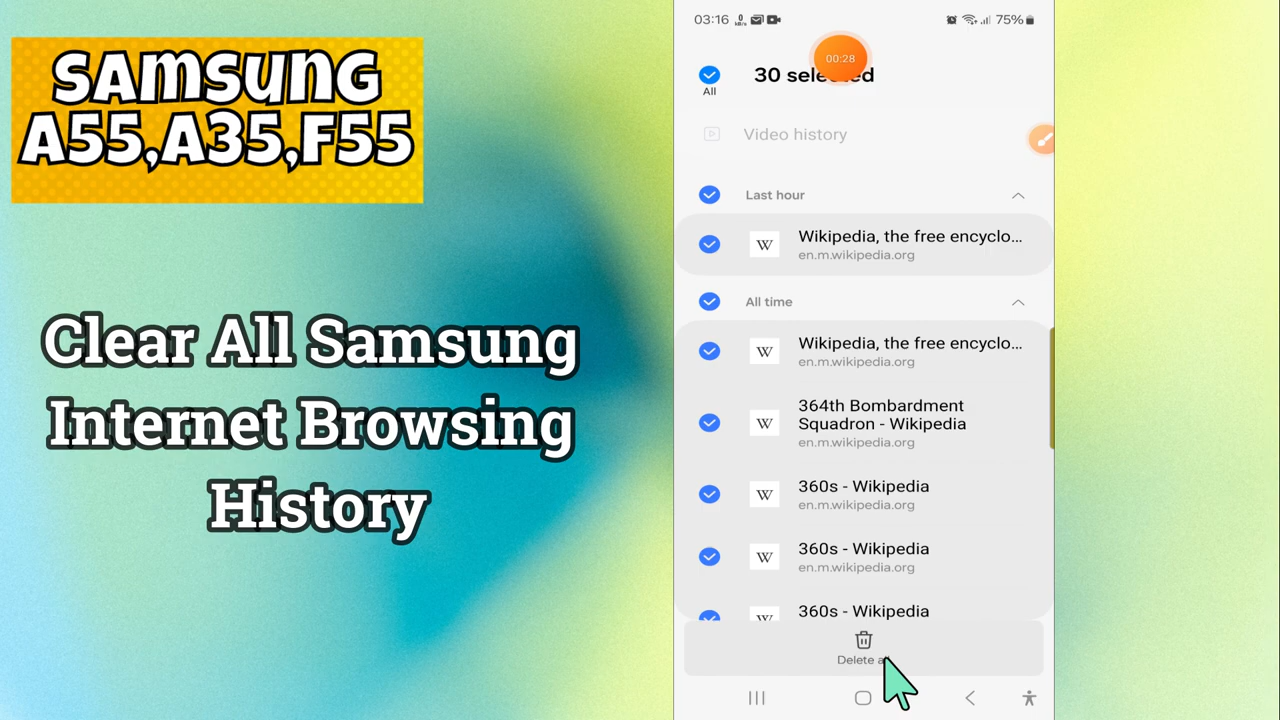 SAMSUNG
A55,A35,F55
Clear All Samsung
Internet Browsing
History
03:16
0
KB/s
75%
00:28
All
30 selected
Video history
Last hour
Wikipedia, the free encyclo...
en.m.wikipedia.org
All time
Wikipedia, the free encyclo...
en.m.wikipedia.org
364th Bombardment
Squadron - Wikipedia
en.m.wikipedia.org
360s - Wikipedia
en.m.wikipedia.org
360s - Wikipedia
en.m.wikipedia.org
360s - Wikipedia
Delete all